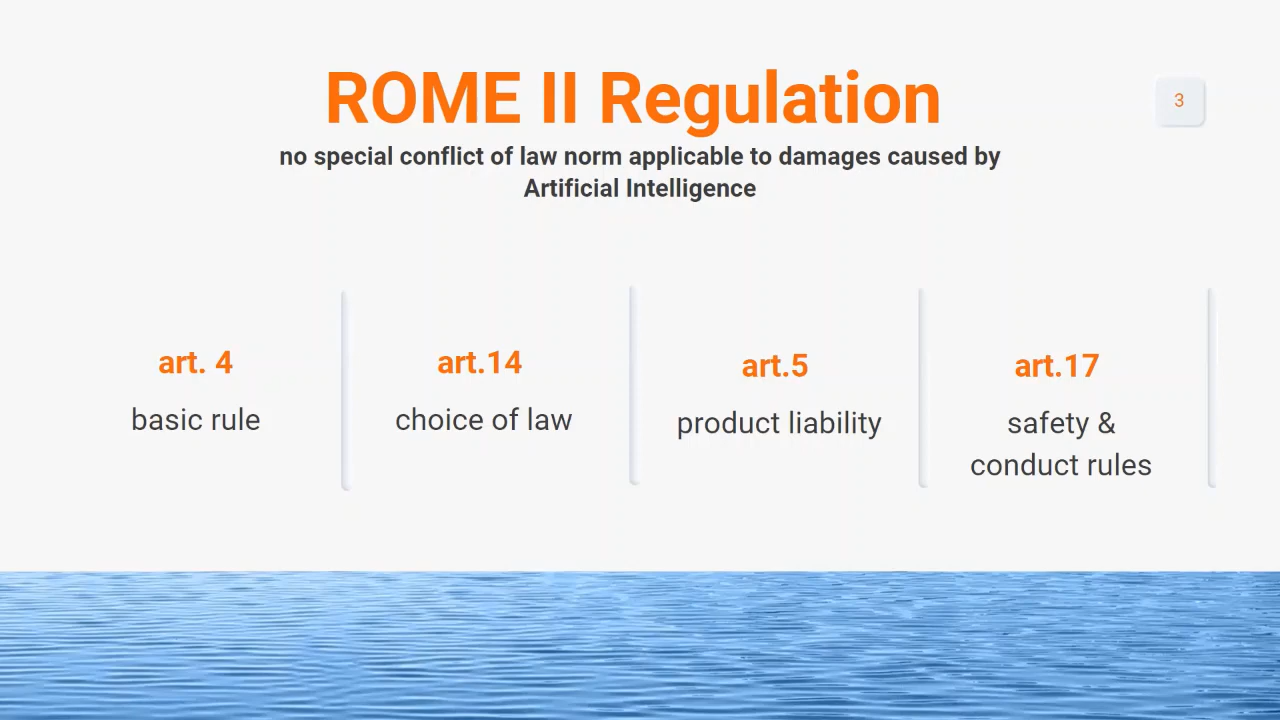 ROME II Regulation
3
no special conflict of law norm applicable to damages caused by
Artificial Intelligence
art. 4
basic rule
art.14
choice of law
art.5
product liability
art.17
safety &
conduct rules